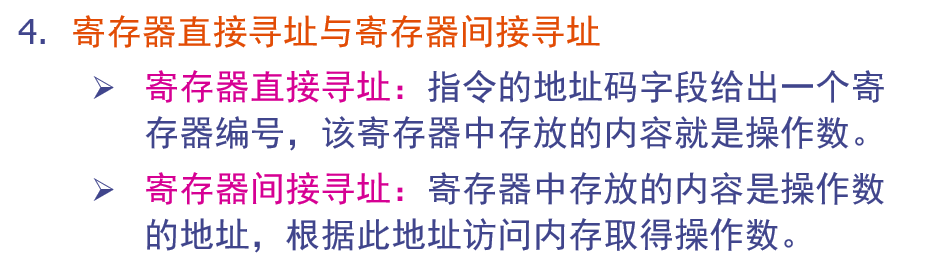 4. 寄存器直接寻址与寄存器间接寻址
➢ 寄存器直接寻址：指令的地址码字段给出一个寄
存器编号，该寄存器中存放的内容就是操作数。
➢ 寄存器间接寻址：寄存器中存放的内容是操作数
的地址，根据此地址访问内存取得操作数。